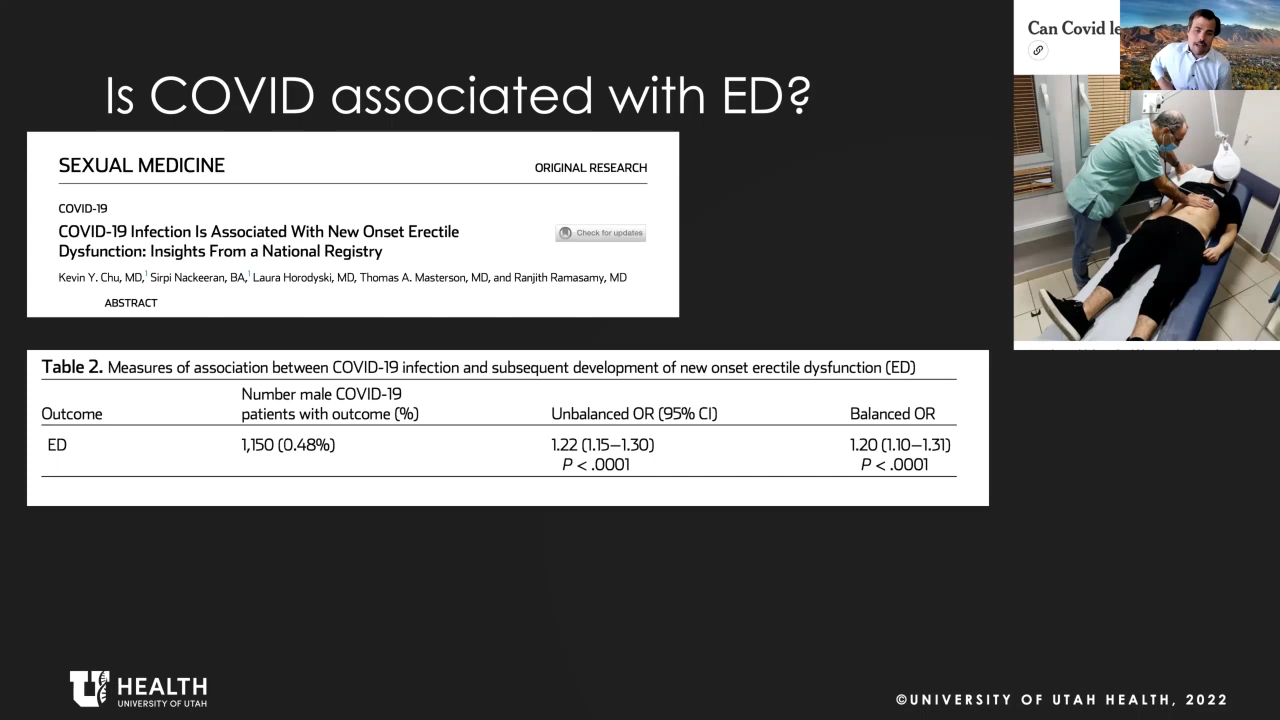 Is COVID associated with ED?
Can Covid le
SEXUAL MEDICINE
ORIGINAL RESEARCH
COVID-19
COVID-19 Infection Is Associated With New Onset Erectile
Dysfunction: Insights From a National Registry
Check for updates
Kevin Y. Chu, MD,¹ Sirpi Nackeeran, BA,¹ Laura Horodyski, MD, Thomas A. Masterson, MD, and Ranjith Ramasamy, MD
ABSTRACT
Table 2. Measures of association between COVID-19 infection and subsequent development of new onset erectile dysfunction (ED)
Outcome
Number male COVID-19
patients with outcome (%)
Unbalanced OR (95% CI)
Balanced OR
ED
1,150 (0.48%)
1.22 (1.15–1.30)
P < .0001
1.20 (1.10–1.31)
P < .0001
U HEALTH
UNIVERSITY OF UTAH
©UNIVERSITY OF UTAH HEALTH, 2022